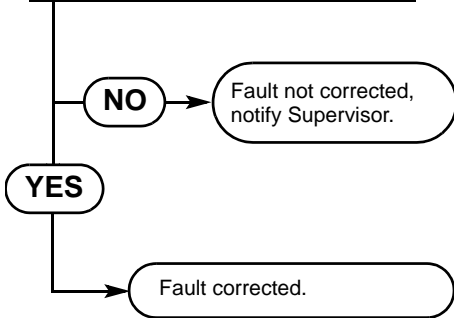 NO
Fault not corrected,
notify Supervisor.
YES
Fault corrected.